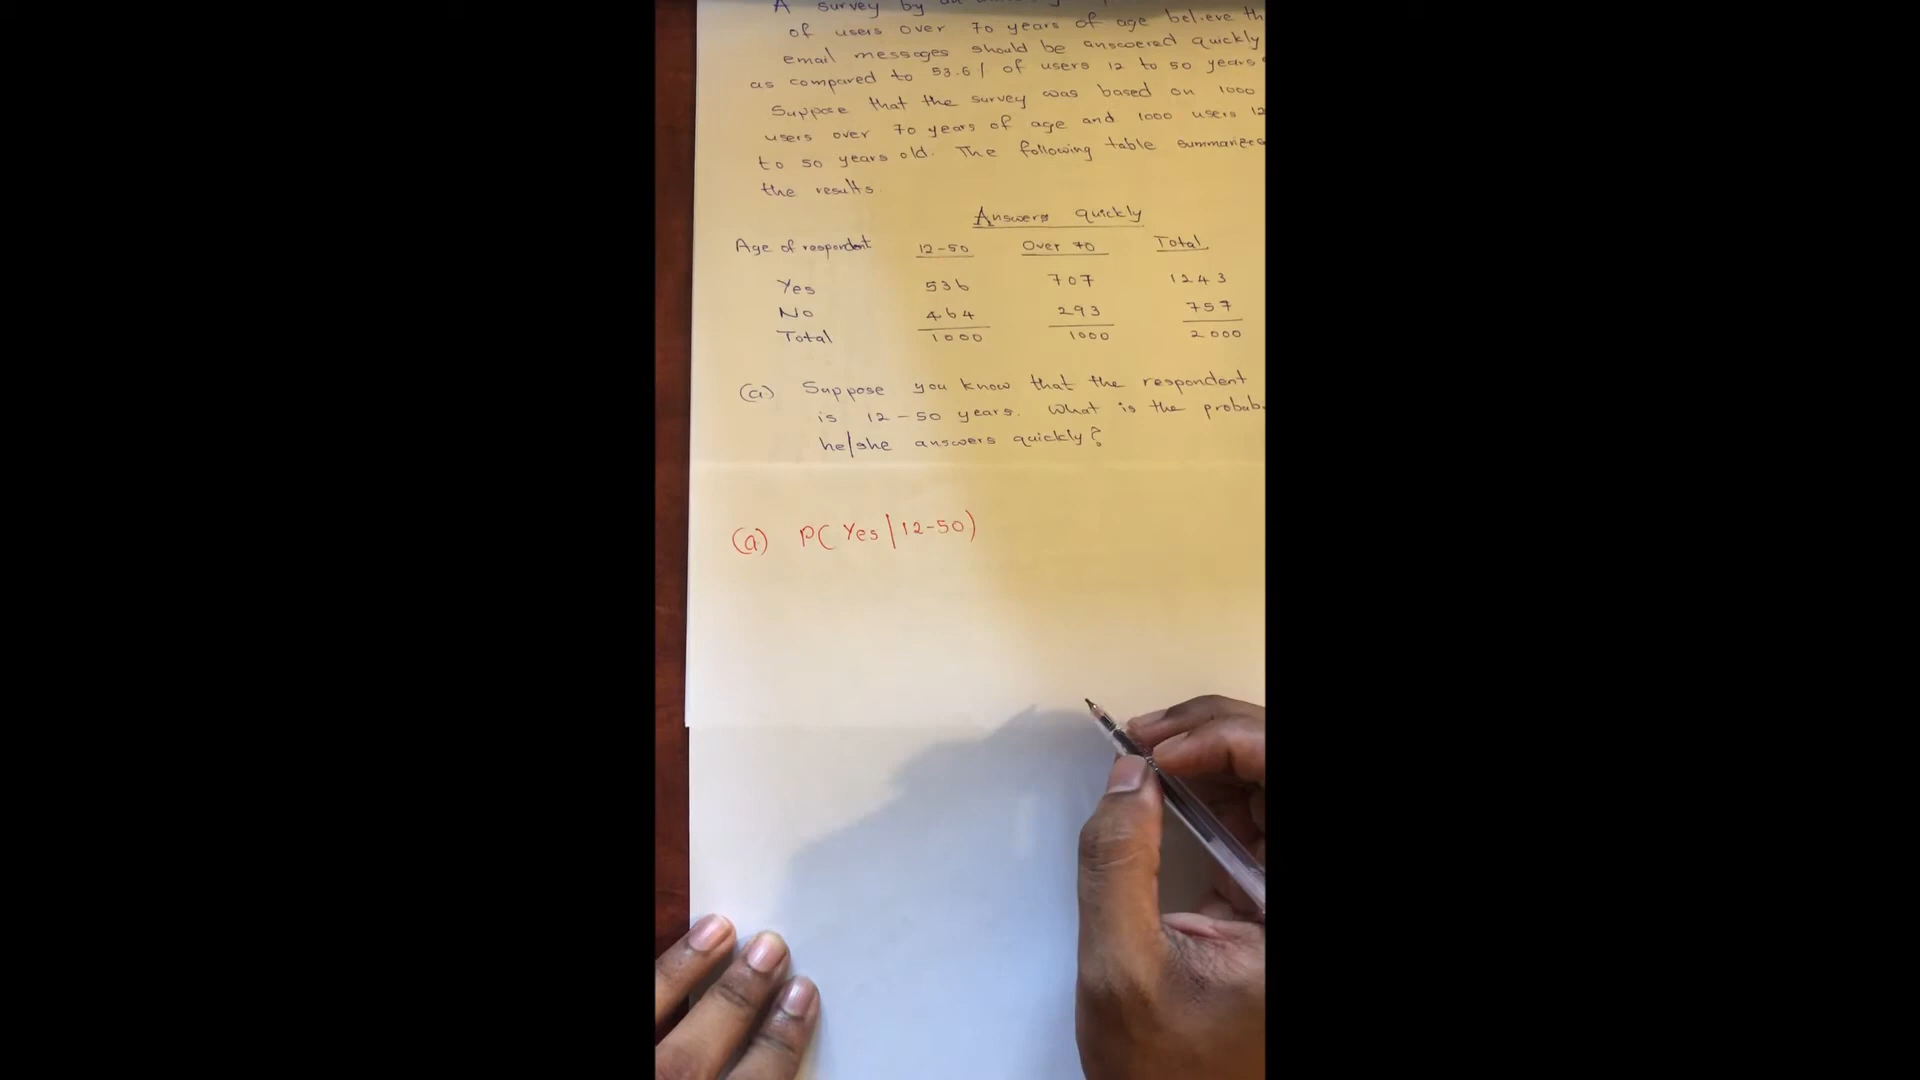 A survey by an
of users over 70 years of age believe th
email messages should be answered quickly
as compared to 53.6% of users 12 to 50 years
Suppose that the survey was based on 1000
users over 70 years of age and 1000 users 12
to 50 years old. The following table summarizes
the results.
Answers quickly
Age of respondent 12-50 Over 70 Total
Yes 536 707 1243
No 464 293 757
Total 1000 1000 2000
(a) Suppose you know that the respondent
is 12-50 years. What is the probab
he/she answers quickly?
(a) P(Yes|12-50)